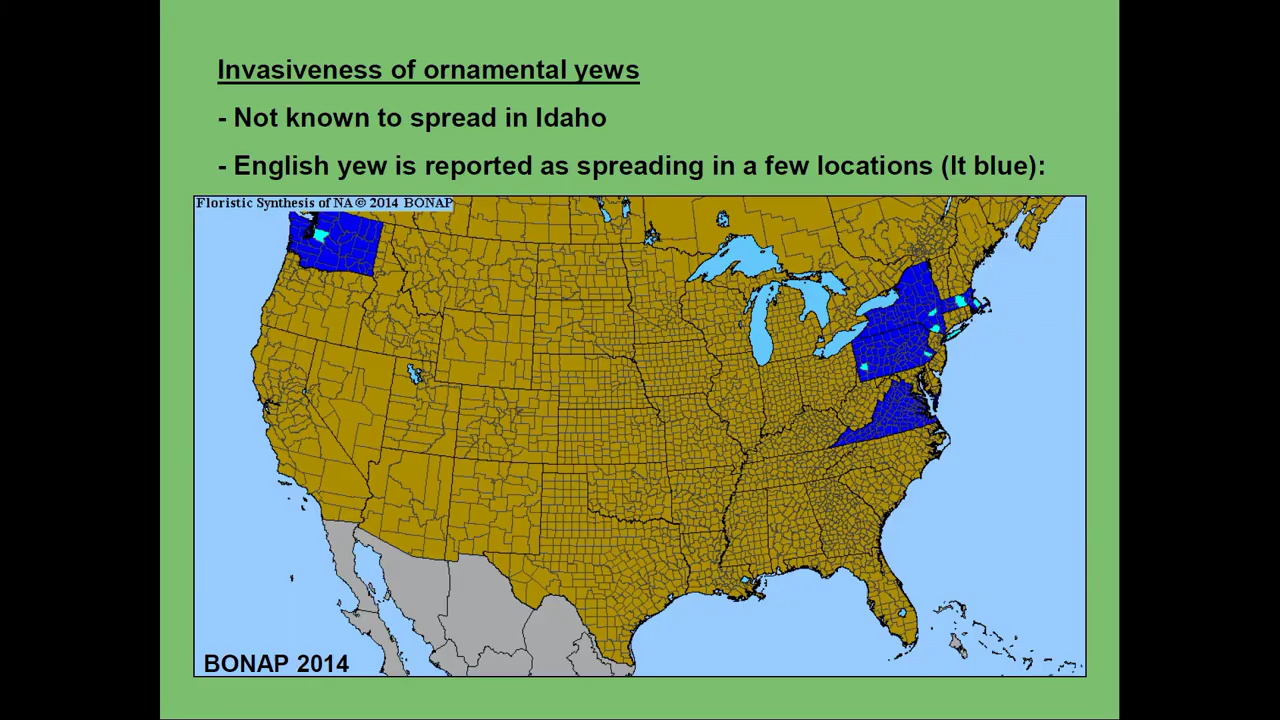 Invasiveness of ornamental yews
- Not known to spread in Idaho
- English yew is reported as spreading in a few locations (lt blue):
Floristic Synthesis of NA © 2014 BONAP
BONAP 2014